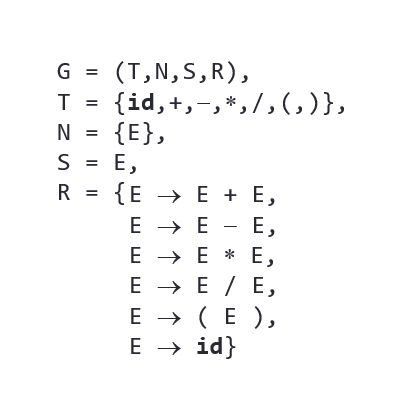 G = (T,N,S,R),
T = {id,+,−,*,/,(,)},
N = {E},
S = E,
R = {E → E + E,
E → E − E,
E → E * E,
E → E / E,
E → ( E ),
E → id}